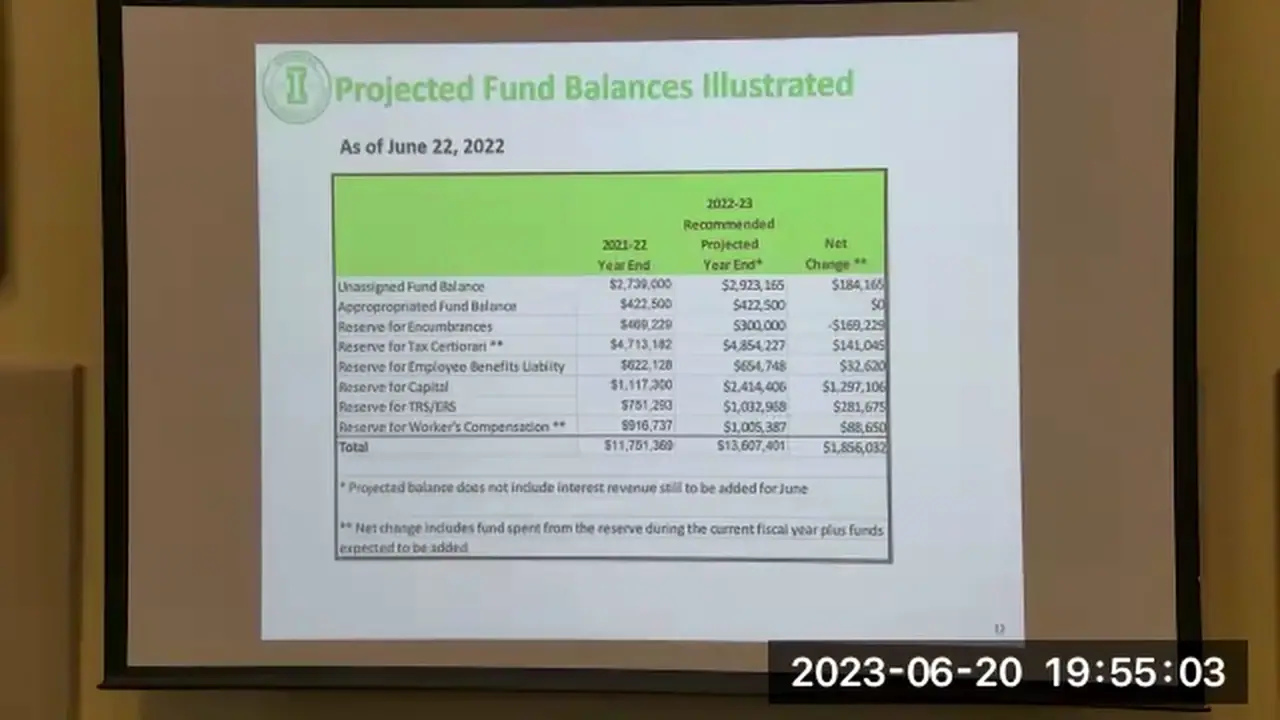 I Projected Fund Balances Illustrated
As of June 22, 2022
2021-22 Year End 2022-23 Recommended Projected Year End* Net Change **
Unassigned Fund Balance $2,739,000 $2,923,165 $184,165
Appropropriated Fund Balance $422,500 $422,500 $0
Reserve for Encumbrances $469,229 $300,000 -$169,229
Reserve for Tax Certiorari ** $4,713,182 $4,854,227 $141,045
Reserve for Employee Benefits Liability $622,128 $654,748 $32,620
Reserve for Capital $1,117,300 $2,414,406 $1,297,106
Reserve for TRS/ERS $751,293 $1,032,968 $281,675
Reserve for Worker's Compensation ** $916,737 $1,005,387 $88,650
Total $11,751,369 $13,607,401 $1,856,032
* Projected balance does not include interest revenue still to be added for June
** Net change includes fund spent from the reserve during the current fiscal year plus funds
expected to be added
2023-06-20 19:55:03